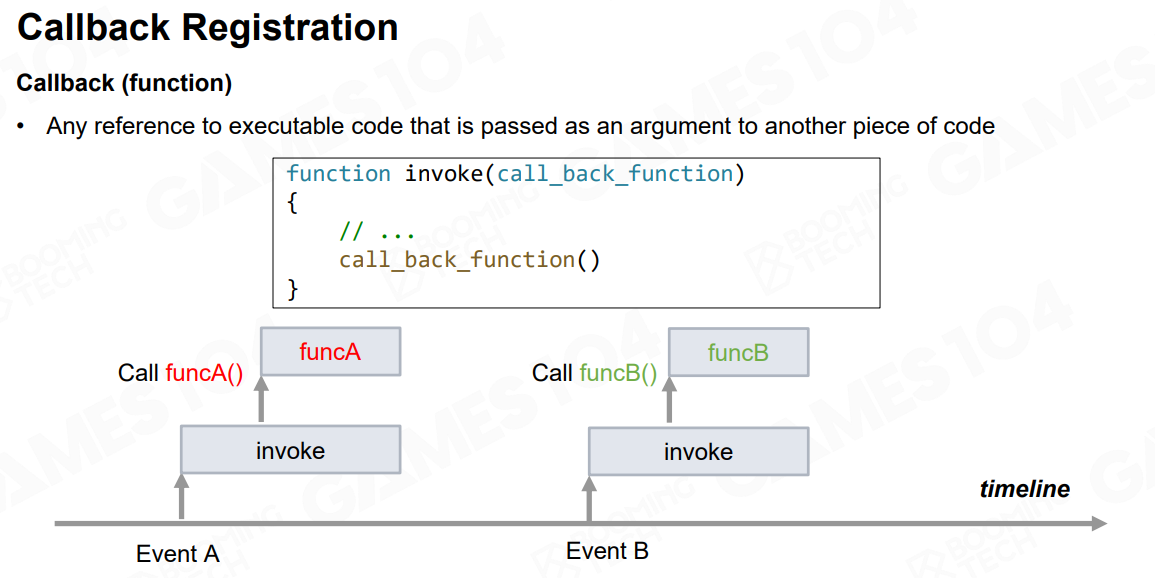 Callback Registration
Callback (function)
• Any reference to executable code that is passed as an argument to another piece of code
function invoke(call_back_function)
{
// ...
call_back_function()
}
funcA
Call funcA()
invoke
Event A
funcB
Call funcB()
invoke
Event B
timeline
GAMES104
BOOMING TECH